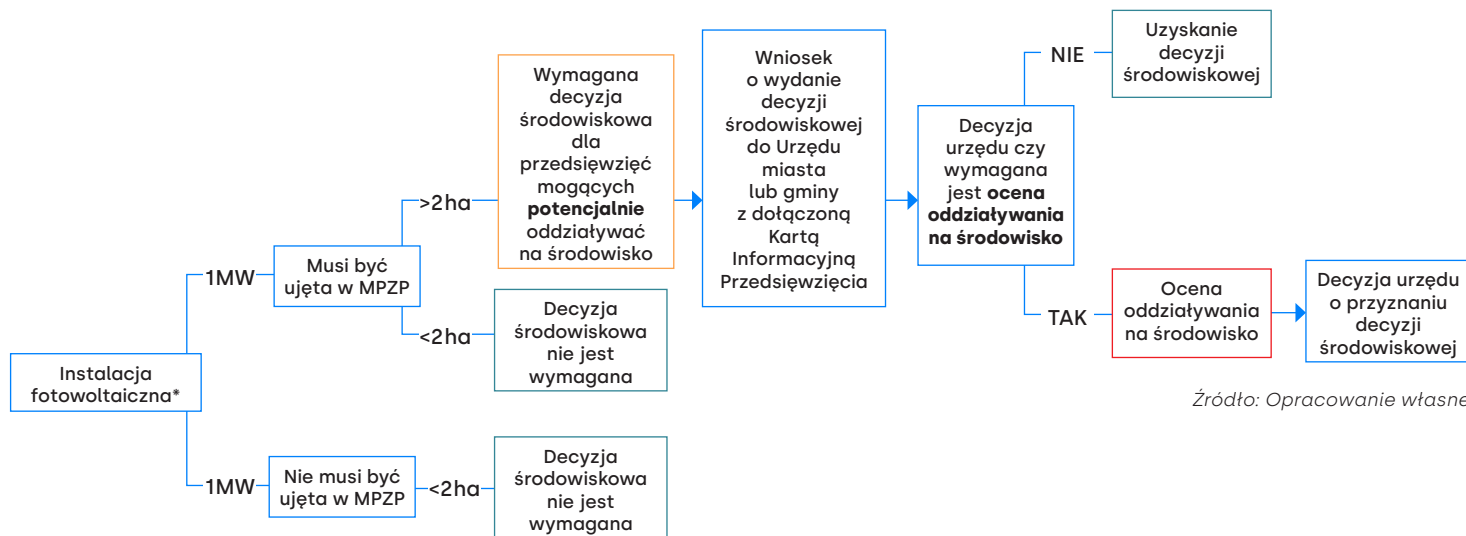 Instalacja
fotowoltaiczna*
1MW
Musi być
ujęta w MPZP
>2ha
Wymagana
decyzja
środowiskowa
dla
przedsięwzięć
mogących
potencjalnie
oddziaływać
na środowisko
Wniosek
o wydanie
decyzji
środowiskowej
do Urzędu
miasta
lub gminy
z dołączoną
Kartą
Informacyjną
Przedsięwzięcia
Decyzja
urzędu czy
wymagana
jest ocena
oddziaływania
na środowisko
NIE
Uzyskanie
decyzji
środowiskowej
TAK
Ocena
oddziaływania
na środowisko
Decyzja urzędu
o przyznaniu
decyzji
środowiskowej
<2ha
Decyzja
środowiskowa
nie jest
wymagana
1MW
Nie musi być
ujęta w MPZP
<2ha
Decyzja
środowiskowa
nie jest
wymagana
Źródło: Opracowanie własne